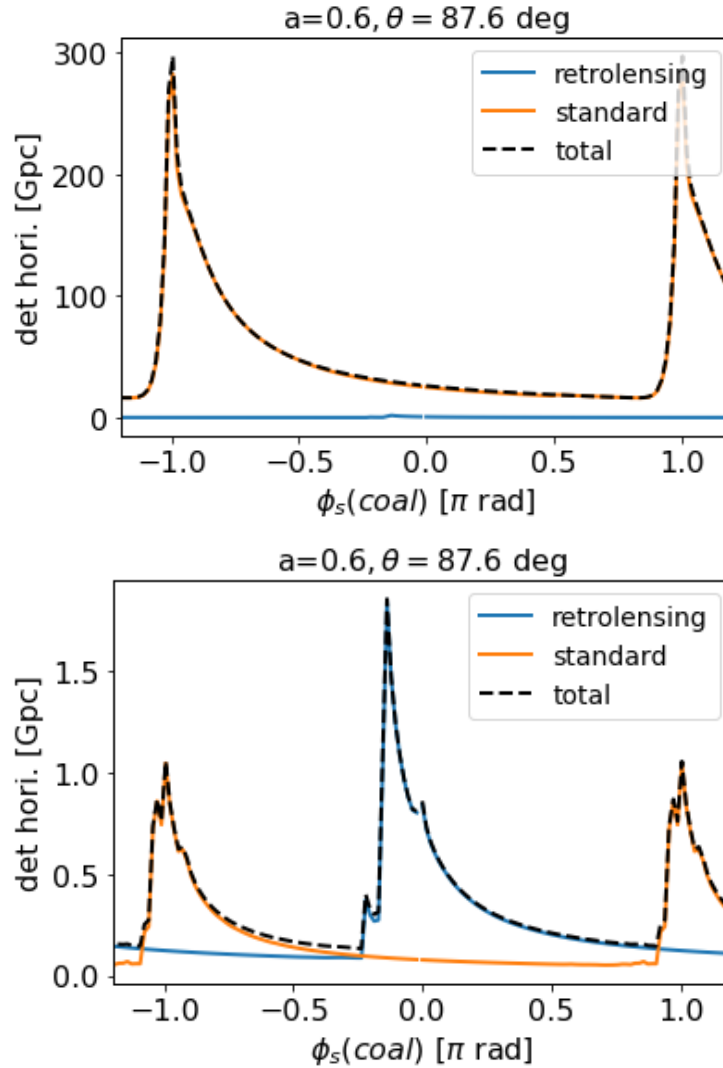 a=0.6, θ = 87.6 deg
300
200
100
0
det hori. [Gpc]
retrolensing
standard
total
−1.0 −0.5 0.0 0.5 1.0
ϕₛ(coal) [π rad]
a=0.6, θ = 87.6 deg
1.5
1.0
0.5
0.0
det hori. [Gpc]
retrolensing
standard
total
−1.0 −0.5 0.0 0.5 1.0
ϕₛ(coal) [π rad]